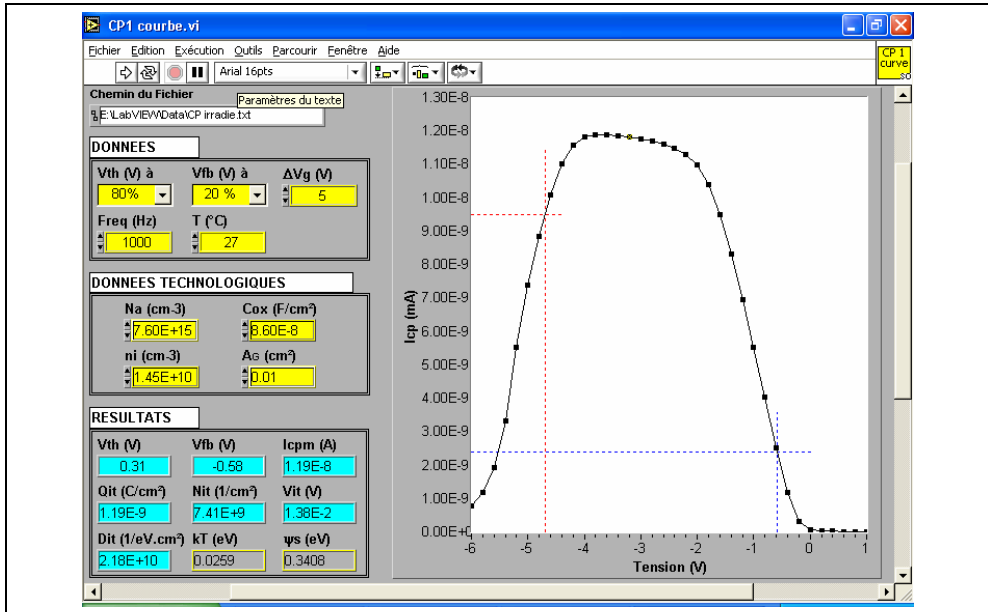 CP1 courbe.vi
Fichier Edition Exécution Outils Parcourir Fenêtre Aide
Arial 16pts
CP 1
curve
so
Chemin du Fichier
Paramètres du texte
E:\LabVIEW\Data\CP irradie.txt
DONNEES
Vth (V) à Vfb (V) à ΔVg (V)
80% 20 % 5
Freq (Hz) T (°C)
1000 27
DONNEES TECHNOLOGIQUES
Na (cm-3) Cox (F/cm²)
7.60E+15 8.60E-8
ni (cm-3) AG (cm²)
1.45E+10 0.01
RESULTATS
Vth (V) Vfb (V) Icpm (A)
0.31 -0.58 1.19E-8
Qit (C/cm²) Nit (1/cm²) Vit (V)
1.19E-9 7.41E+9 1.38E-2
Dit (1/eV.cm²) kT (eV) ψs (eV)
2.18E+10 0.0259 0.3408
1.30E-8
1.20E-8
1.10E-8
1.00E-8
9.00E-9
8.00E-9
7.00E-9
6.00E-9
5.00E-9
4.00E-9
3.00E-9
2.00E-9
1.00E-9
0.00E+0
Icp (mA)
-6 -5 -4 -3 -2 -1 0 1
Tension (V)